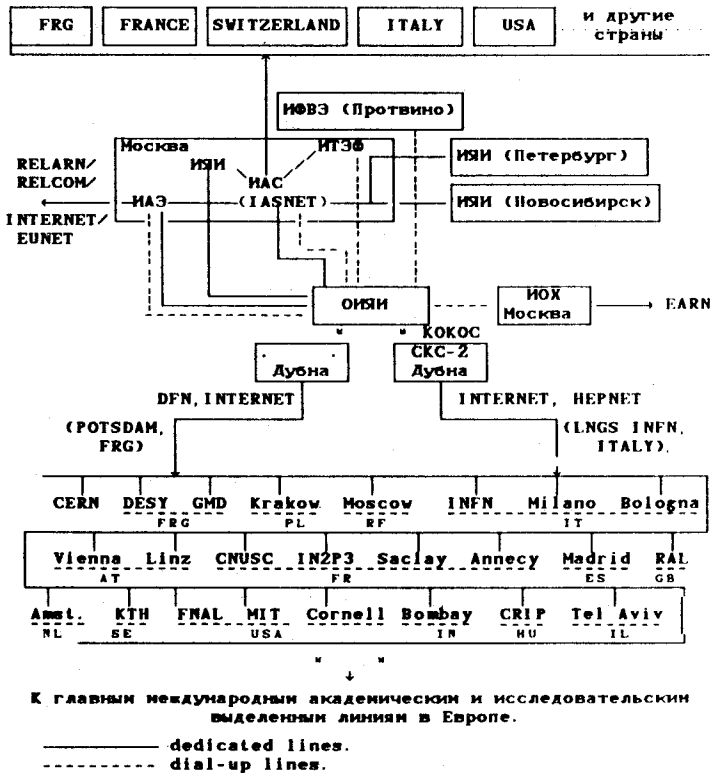 FRG FRANCE SWITZERLAND ITALY USA и другие
страны
ИФВЭ (Протвино)
Москва ИТЭФ
ИЯИ
ИЯИ (Петербург)
RELARN/
RELCOM/
ИАС
ИАЭ (IASNET)
ИЯИ (Новосибирск)
INTERNET/
EUNET
ОИЯИ
ИОХ
Москва
EARN
КОКОС
СКС-2
Дубна
Дубна
DFN, INTERNET
INTERNET, HEPNET
(POTSDAM,
FRG)
(LNGS INFN,
ITALY).
CERN DESY GMD Krakow Moscow INFN Milano Bologna
FRG PL RF IT
Vienna Linz CNUSC IN2P3 Saclay Annecy Madrid RAL
AT FR ES GB
Amst. KTH FNAL MIT Cornell Bombay CRIP Tel Aviv
NL SE USA IN HU IL
К главным международным академическим и исследовательским
выделенным линиям в Европе.
dedicated lines.
dial-up lines.